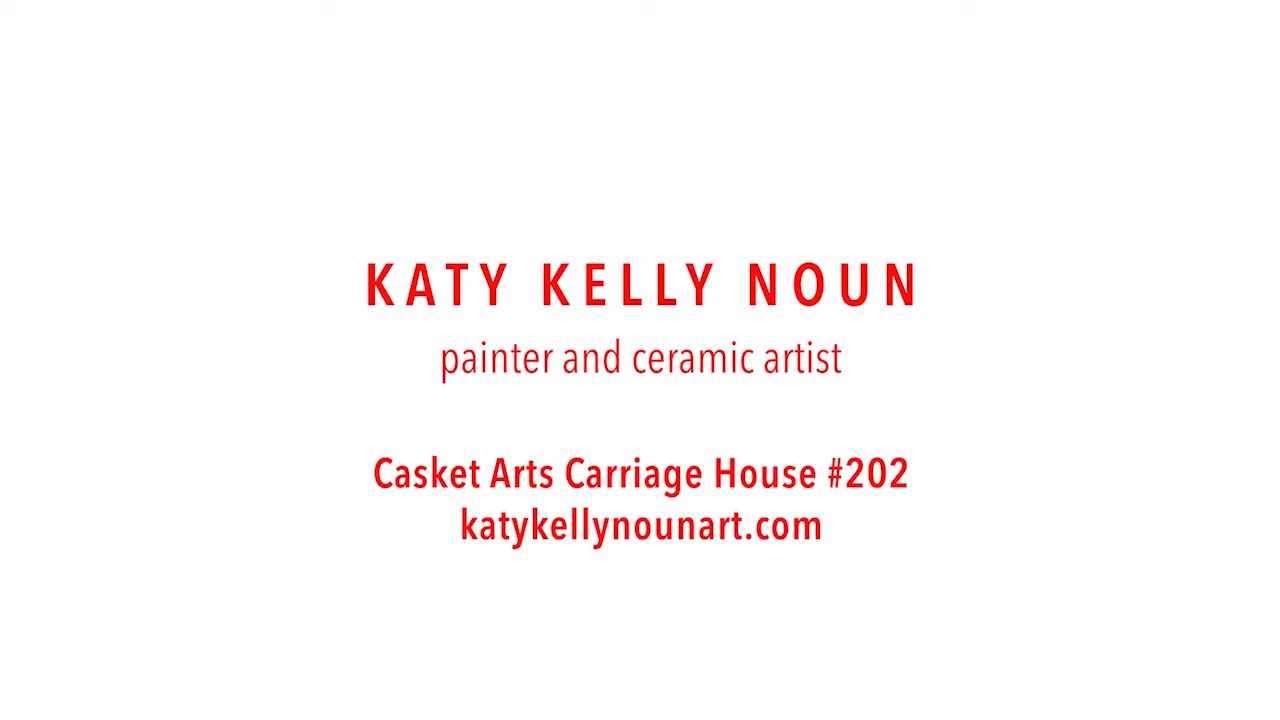 KATY KELLY NOUN
painter and ceramic artist
Casket Arts Carriage House #202
katykellynounart.com